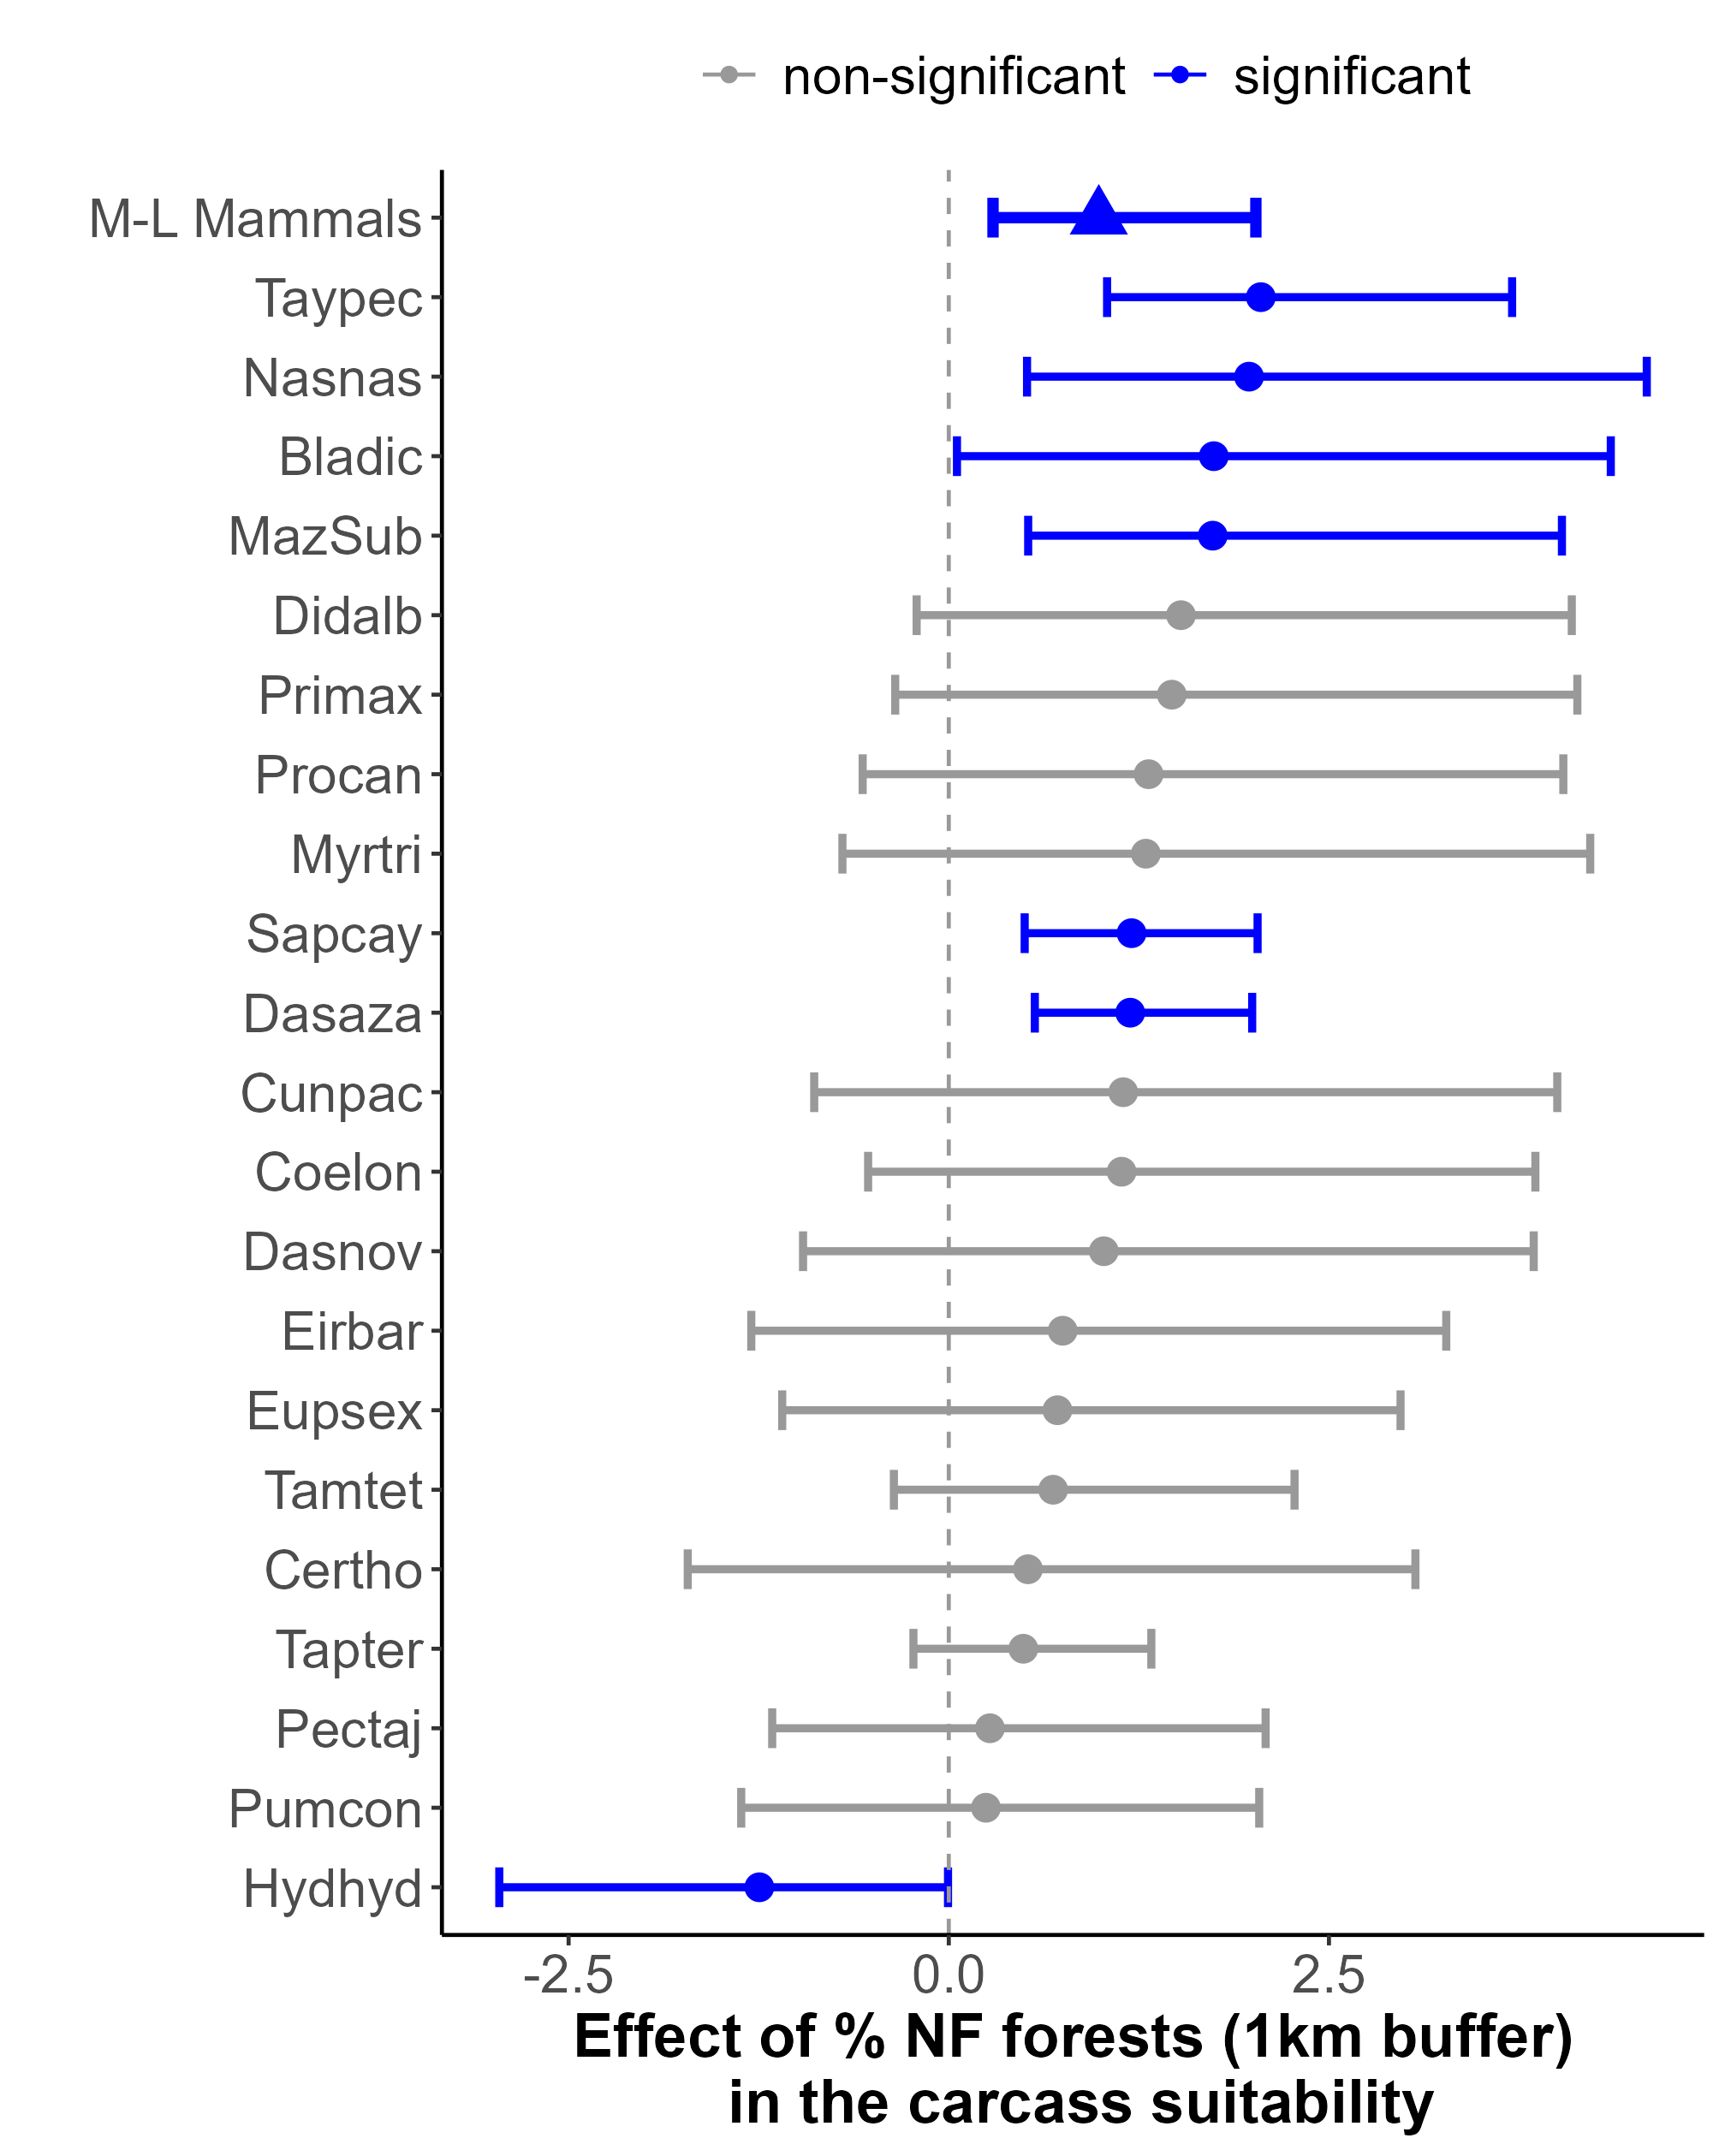 non-significant significant
M-L Mammals
Taypec
Nasnas
Bladic
MazSub
Didalb
Primax
Procan
Myrtri
Sapcay
Dasaza
Cunpac
Coelon
Dasnov
Eirbar
Eupsex
Tamtet
Certho
Tapter
Pectaj
Pumcon
Hydhyd
-2.5 0.0 2.5
Effect of % NF forests (1km buffer)
in the carcass suitability